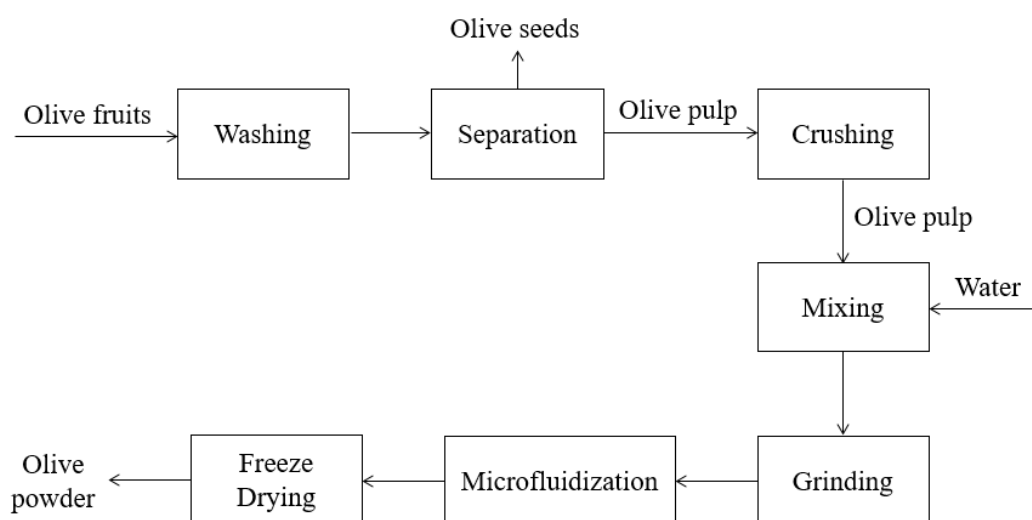 Olive seeds
Olive fruits
Washing
Separation
Olive pulp
Crushing
Olive pulp
Mixing
Water
Grinding
Microfluidization
Freeze
Drying
Olive
powder